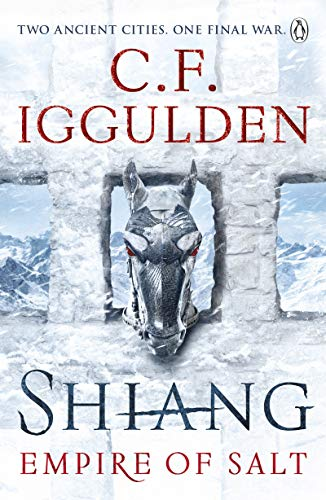 TWO ANCIENT CITIES. ONE FINAL WAR.
C.F.
IGGULDEN
SHIANG
EMPIRE OF SALT